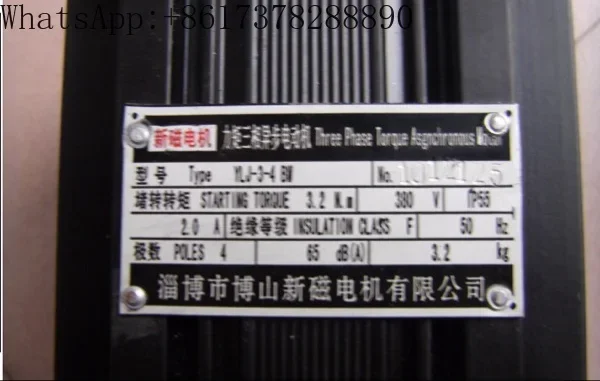 WhatsApp:+8617378288890
新磁电机 力矩三相异步电动机 Three Phase Torque Asgnchronous
型号 Type YLJ-3-4 BW No.
堵转转矩 STARTING TORQUE 3.2 N.m 380 V IP55
2.0 A 绝缘等级 INSULATION CLASS F 50 Hz
极数 POLES 4 65 dB(A) 3.2 kg
淄博市博山新磁电机有限公司